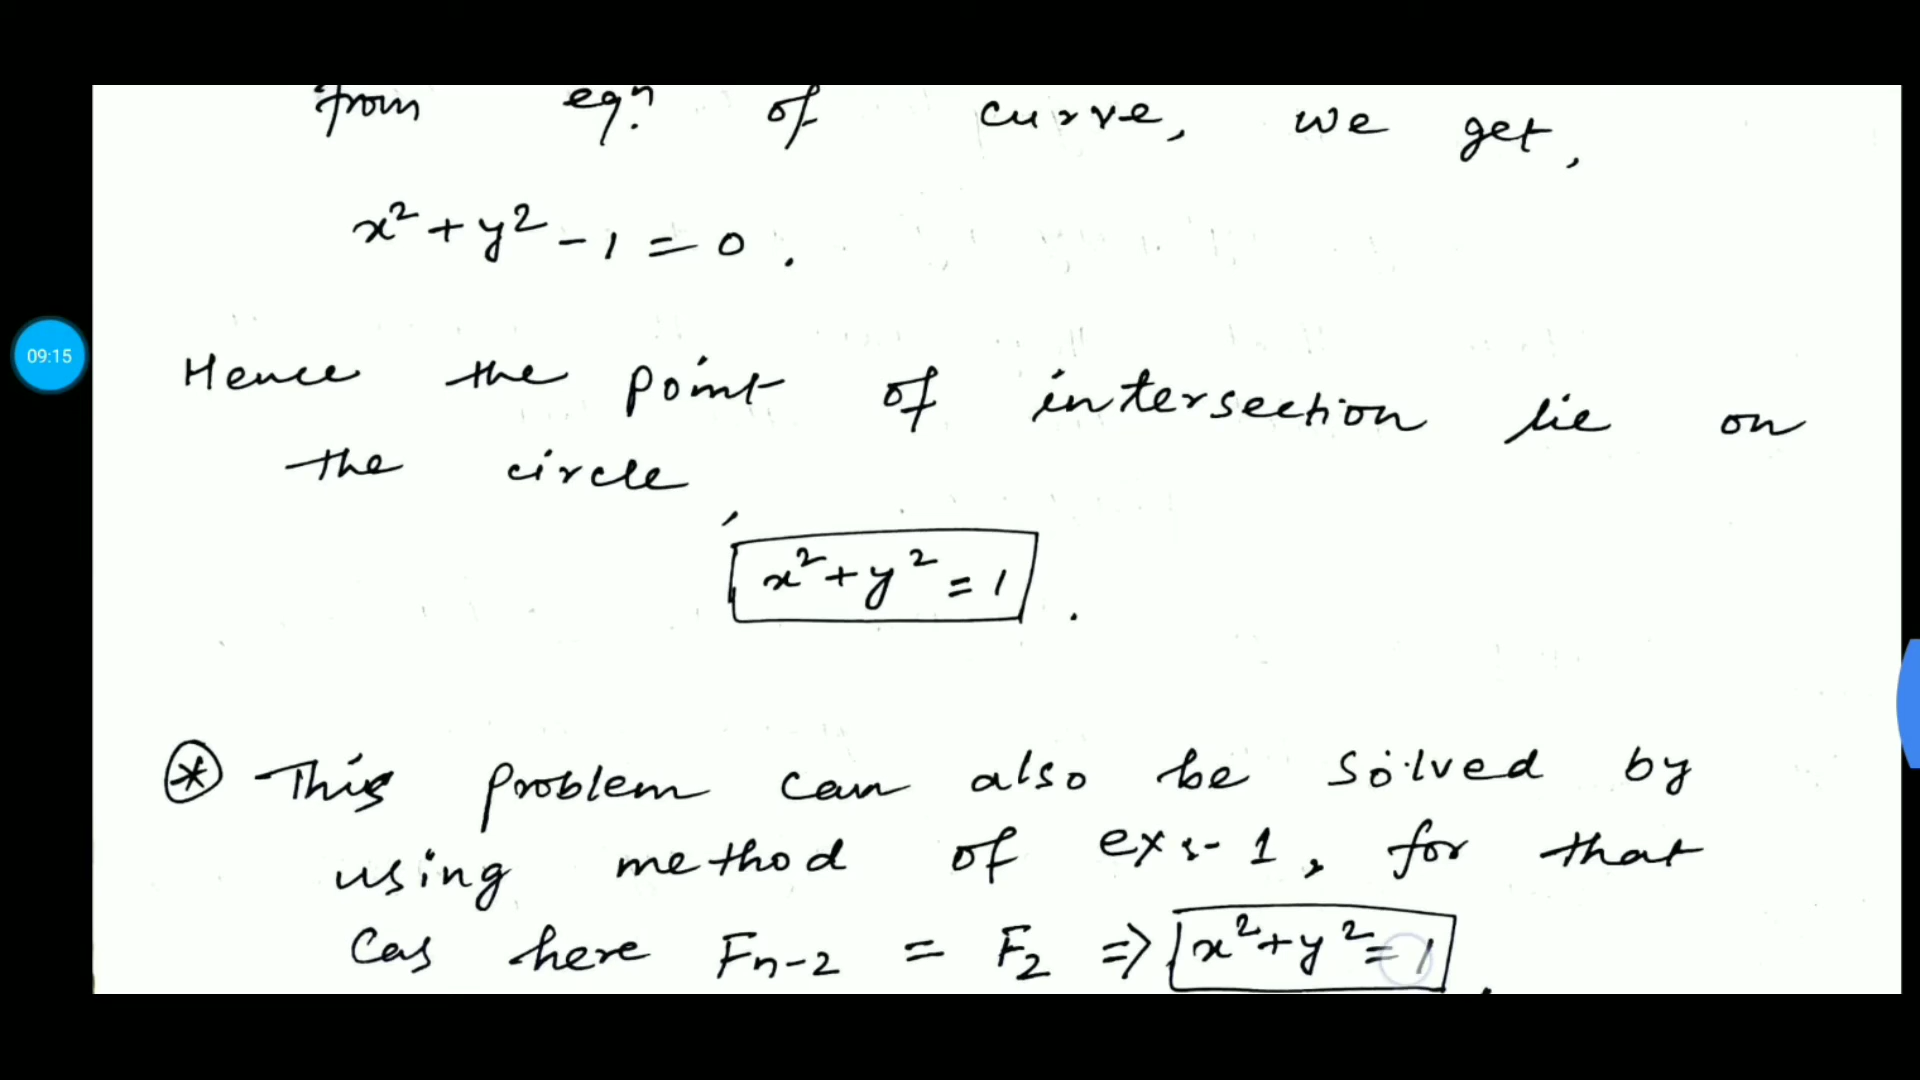 from eqn. of curve, we get,
x² + y² - 1 = 0.
09:15
Hence the point of intersection lie on
the circle
x² + y² = 1.
* This problem can also be solved by
using method of exs-1, for that
Cas here Fn-2 = F2 => x² + y² = 1.